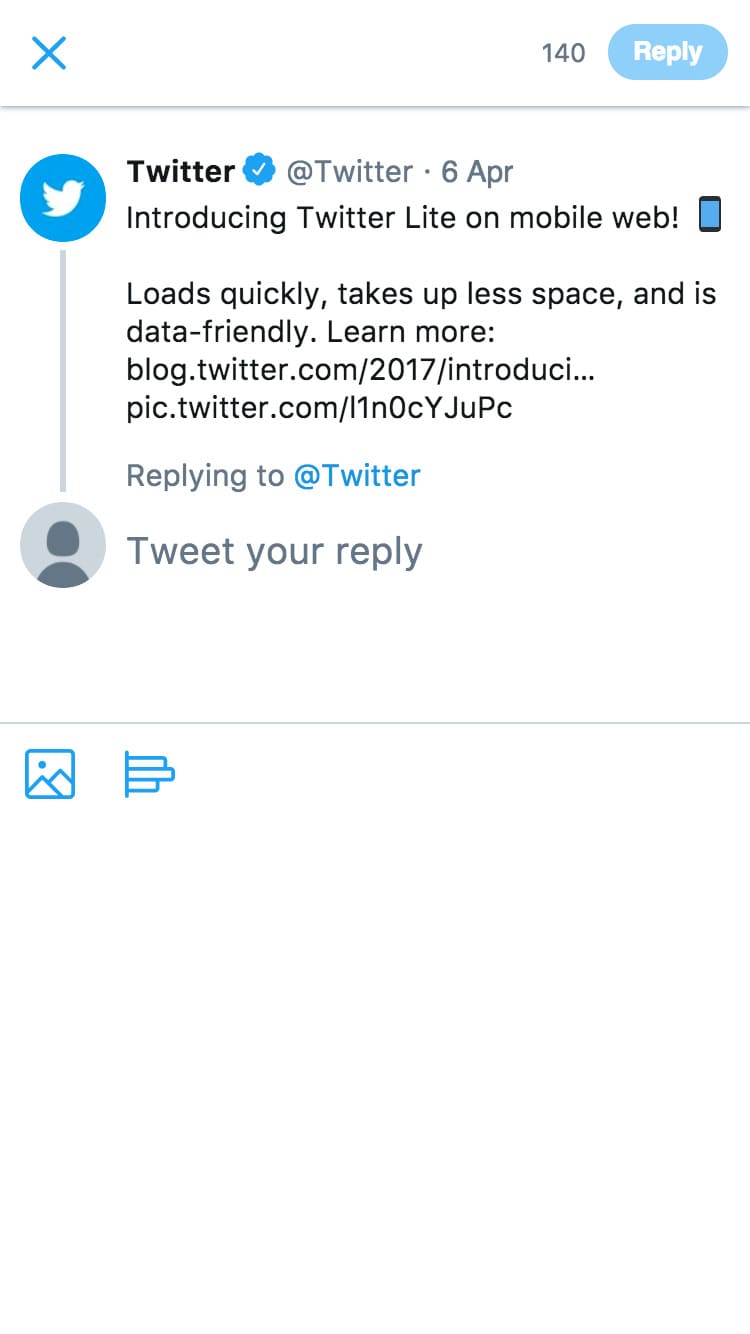 140 Reply
Twitter @Twitter · 6 Apr
Introducing Twitter Lite on mobile web! 📱
Loads quickly, takes up less space, and is
data-friendly. Learn more:
blog.twitter.com/2017/introduci…
pic.twitter.com/l1n0cYJuPc
Replying to @Twitter
Tweet your reply